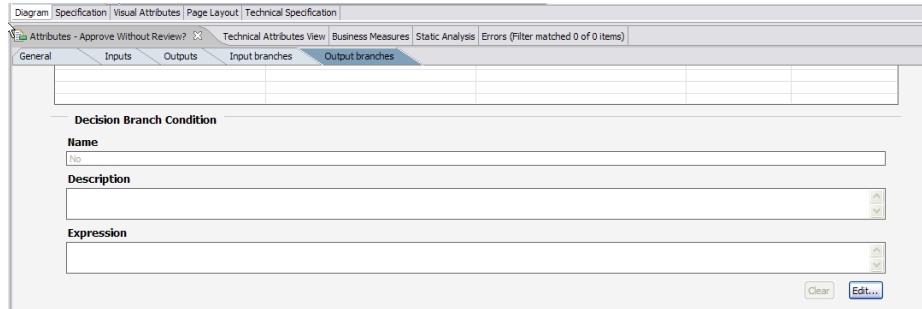 Diagram Specification Visual Attributes Page Layout Technical Specification
Attributes - Approve Without Review? Technical Attributes View Business Measures Static Analysis Errors (Filter matched 0 of 0 items)
General Inputs Outputs Input branches Output branches
Decision Branch Condition
Name
No
Description
Expression
Clear Edit...